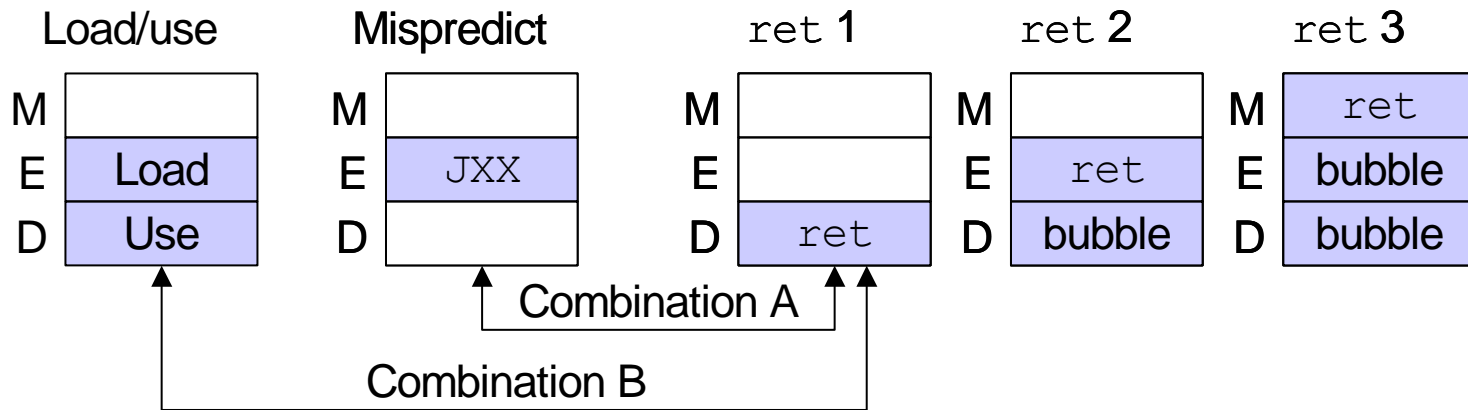 Load/use Mispredict ret 1 ret 2 ret 3
M M M M M ret
E Load E JXX E E ret E bubble
D Use D D ret D bubble D bubble
Combination A
Combination B